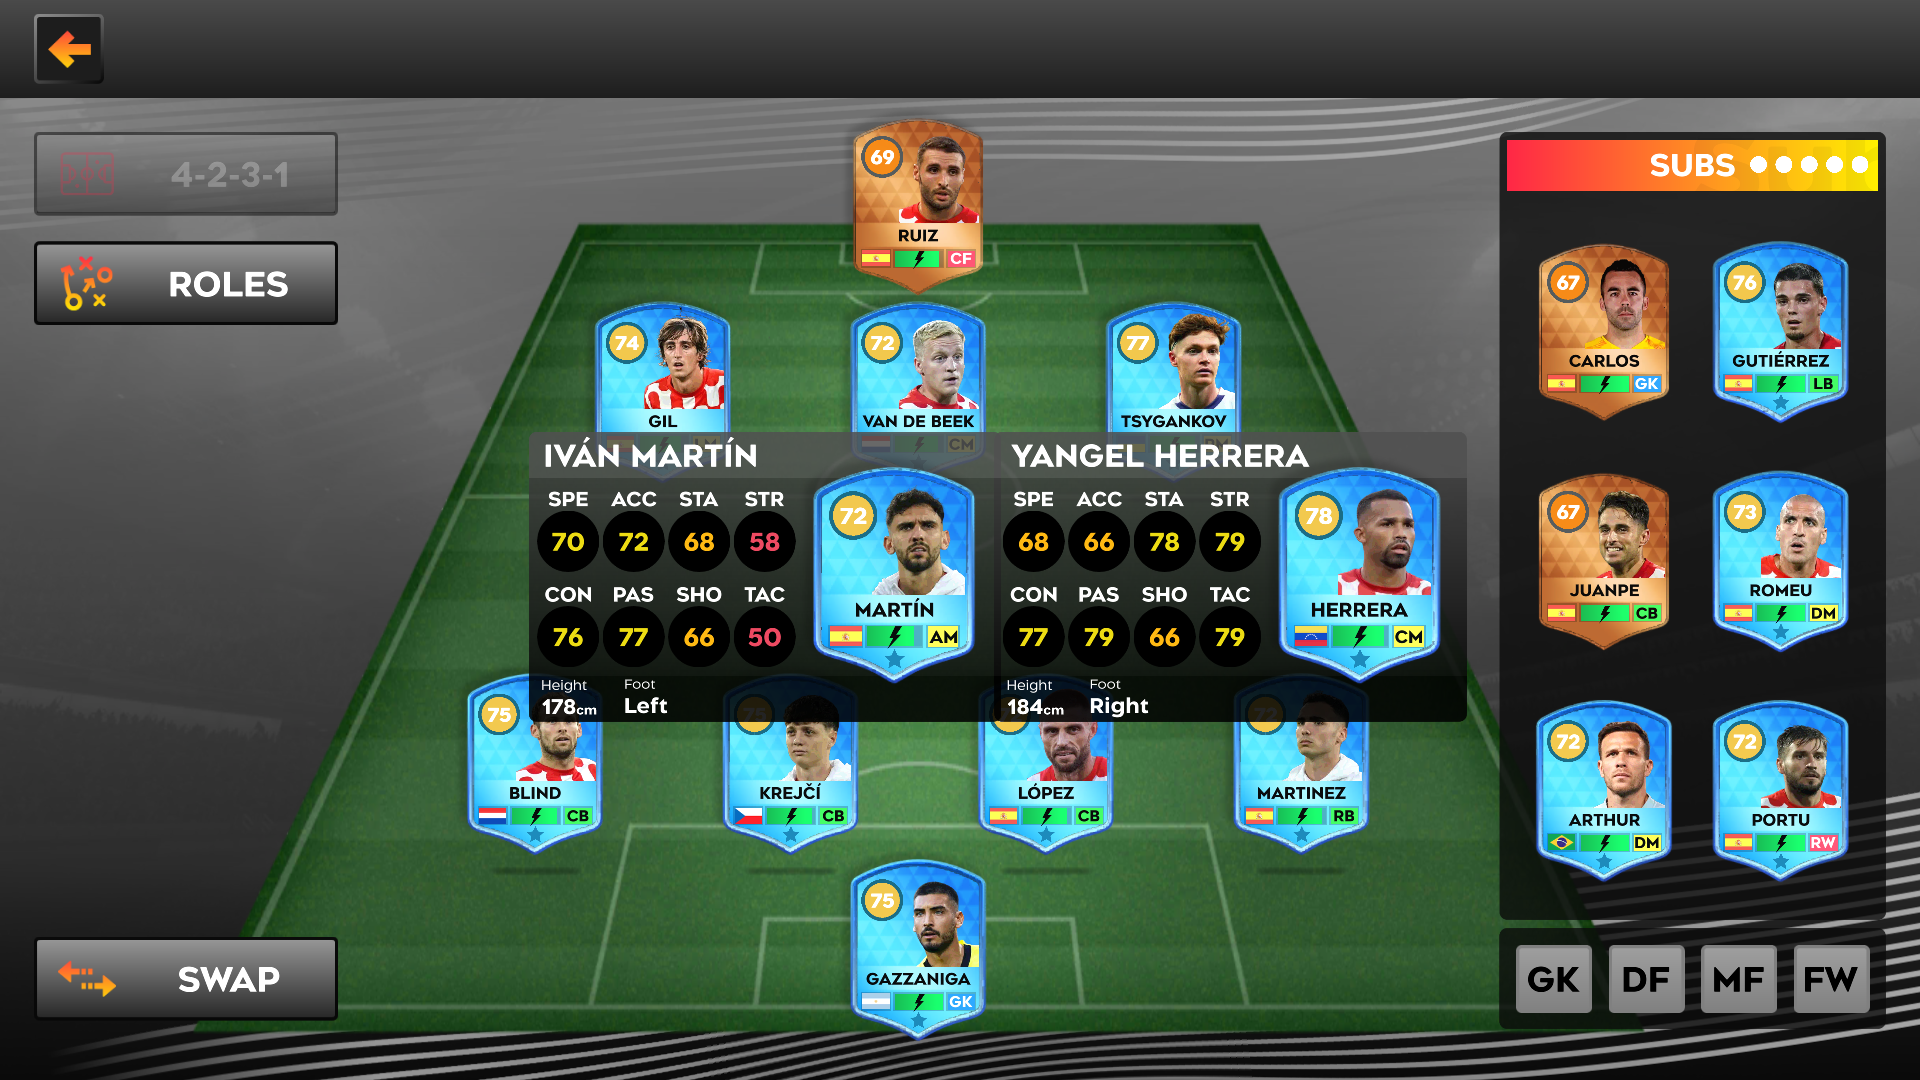 4-2-3-1
ROLES
SWAP
69
RUIZ
CF
74
GIL
72
VAN DE BEEK
CM
77
TSYGANKOV
IVÁN MARTÍN
SPE ACC STA STR
70 72 68 58
CON PAS SHO TAC
76 77 66 50
Height Foot
178cm Left
72
MARTÍN
AM
YANGEL HERRERA
SPE ACC STA STR
68 66 78 79
CON PAS SHO TAC
77 79 66 79
Height Foot
184cm Right
78
HERRERA
CM
75
BLIND
CB
75
KREJČÍ
CB
LÓPEZ
CB
72
MARTINEZ
RB
75
GAZZANIGA
GK
SUBS
67
CARLOS
GK
76
GUTIÉRREZ
LB
67
JUANPE
CB
73
ROMEU
DM
72
ARTHUR
DM
72
PORTU
RW
GK DF MF FW